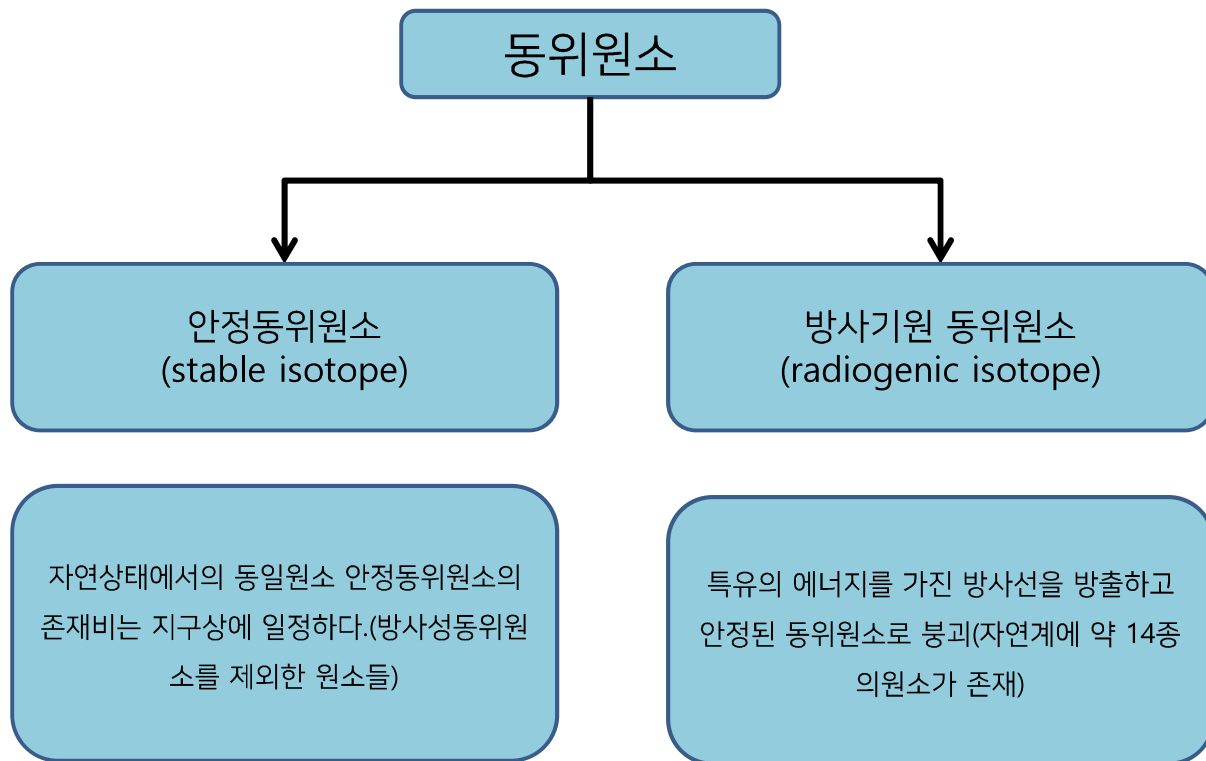 동위원소
안정동위원소
(stable isotope)
방사기원 동위원소
(radiogenic isotope)
자연상태에서의 동일원소 안정동위원소의
존재비는 지구상에 일정하다.(방사성동위원
소를 제외한 원소들)
특유의 에너지를 가진 방사선을 방출하고
안정된 동위원소로 붕괴(자연계에 약 14종
의원소가 존재)